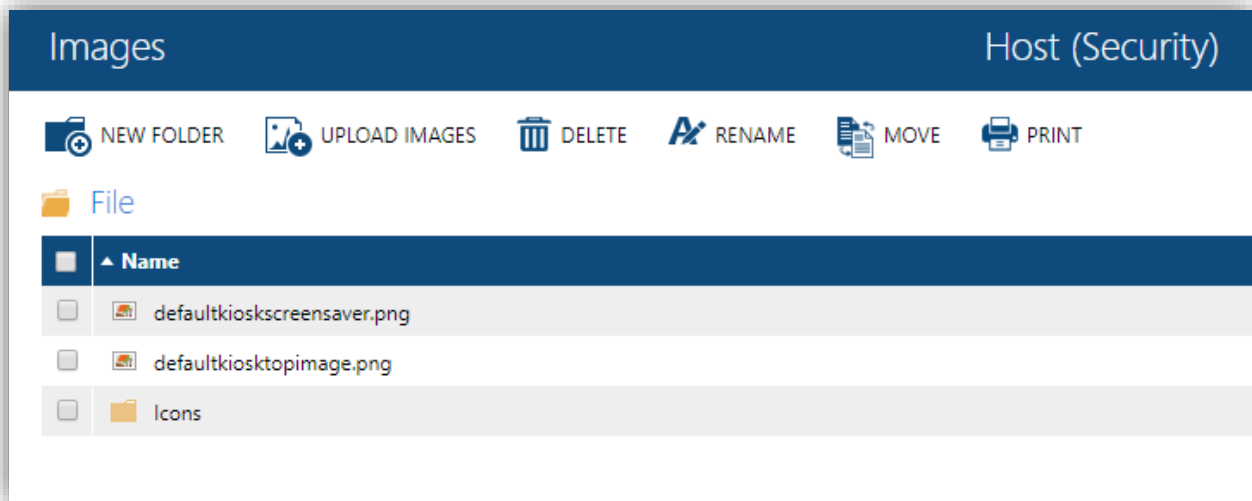 Images Host (Security)
NEW FOLDER UPLOAD IMAGES DELETE RENAME MOVE PRINT
File
Name
defaultkioskscreensaver.png
defaultkiosktopimage.png
Icons